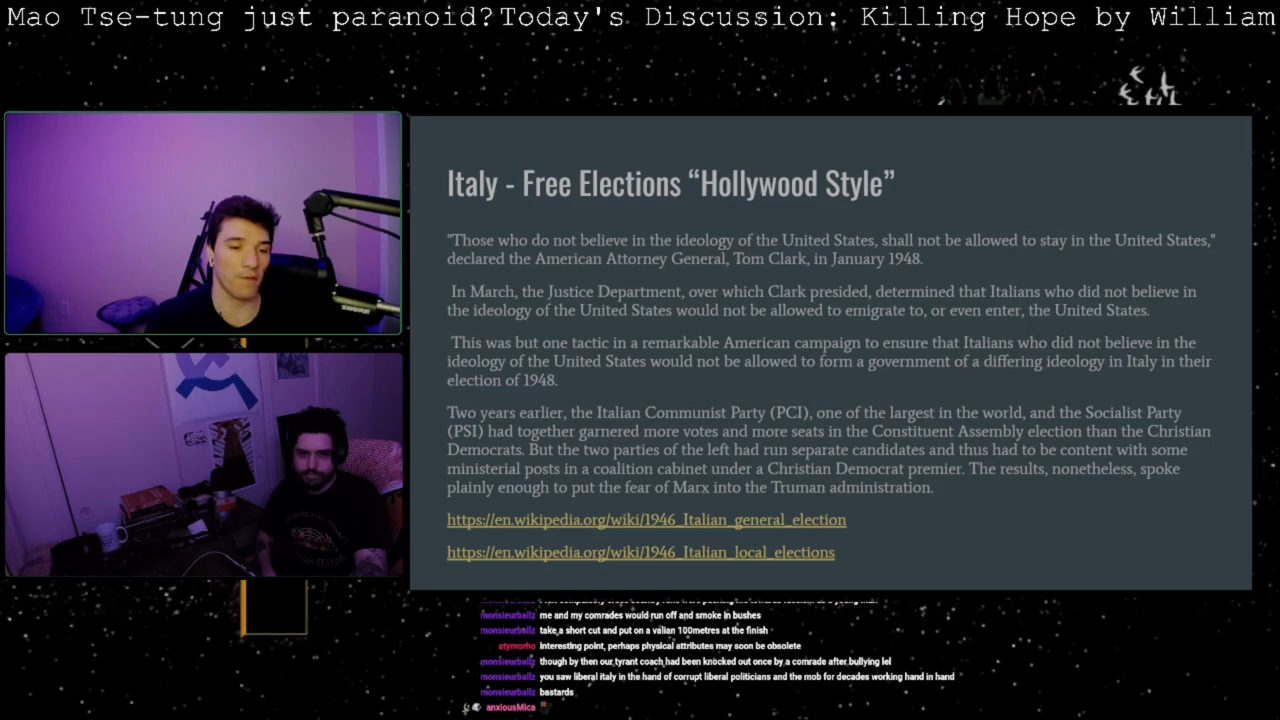 Mao Tse-tung just paranoid?Today's Discussion: Killing Hope by William
Italy - Free Elections “Hollywood Style”
"Those who do not believe in the ideology of the United States, shall not be allowed to stay in the United States,"
declared the American Attorney General, Tom Clark, in January 1948.
In March, the Justice Department, over which Clark presided, determined that Italians who did not believe in
the ideology of the United States would not be allowed to emigrate to, or even enter, the United States.
This was but one tactic in a remarkable American campaign to ensure that Italians who did not believe in the
ideology of the United States would not be allowed to form a government of a differing ideology in Italy in their
election of 1948.
Two years earlier, the Italian Communist Party (PCI), one of the largest in the world, and the Socialist Party
(PSI) had together garnered more votes and more seats in the Constituent Assembly election than the Christian
Democrats. But the two parties of the left had run separate candidates and thus had to be content with some
ministerial posts in a coalition cabinet under a Christian Democrat premier. The results, nonetheless, spoke
plainly enough to put the fear of Marx into the Truman administration.
https://en.wikipedia.org/wiki/1946_Italian_general_election
https://en.wikipedia.org/wiki/1946_Italian_local_elections
monsieurballz me and my comrades would run off and smoke in bushes
monsieurballz take a short cut and put on a valian 100metres at the finish
atymorho interesting point, perhaps physical attributes may soon be obsolete
monsieurballz though by then our tyrant coach had been knocked out once by a comrade after bullying lel
monsieurballz you saw liberal italy in the hand of corrupt liberal politicians and the mob for decades working hand in hand
monsieurballz bastards
anxiousMica